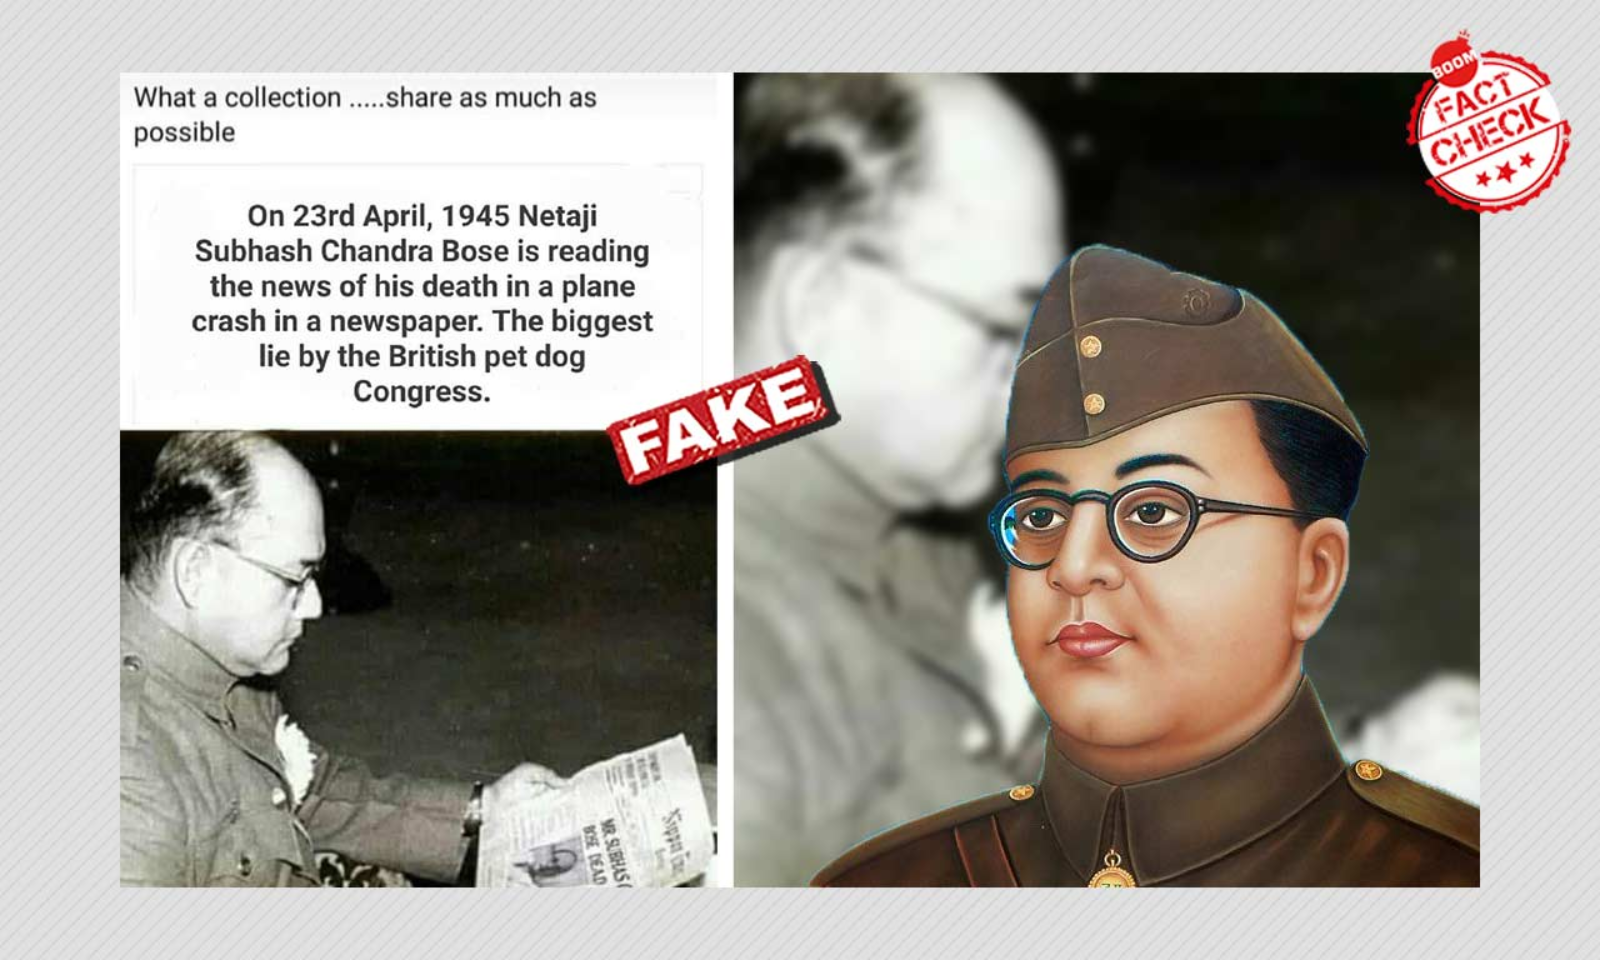 What a collection .....share as much as
possible
On 23rd April, 1945 Netaji
Subhash Chandra Bose is reading
the news of his death in a plane
crash in a newspaper. The biggest
lie by the British pet dog
Congress.
FAKE
BOOM
FACT
CHECK
MR. SUBHAS
BOSE DEAD